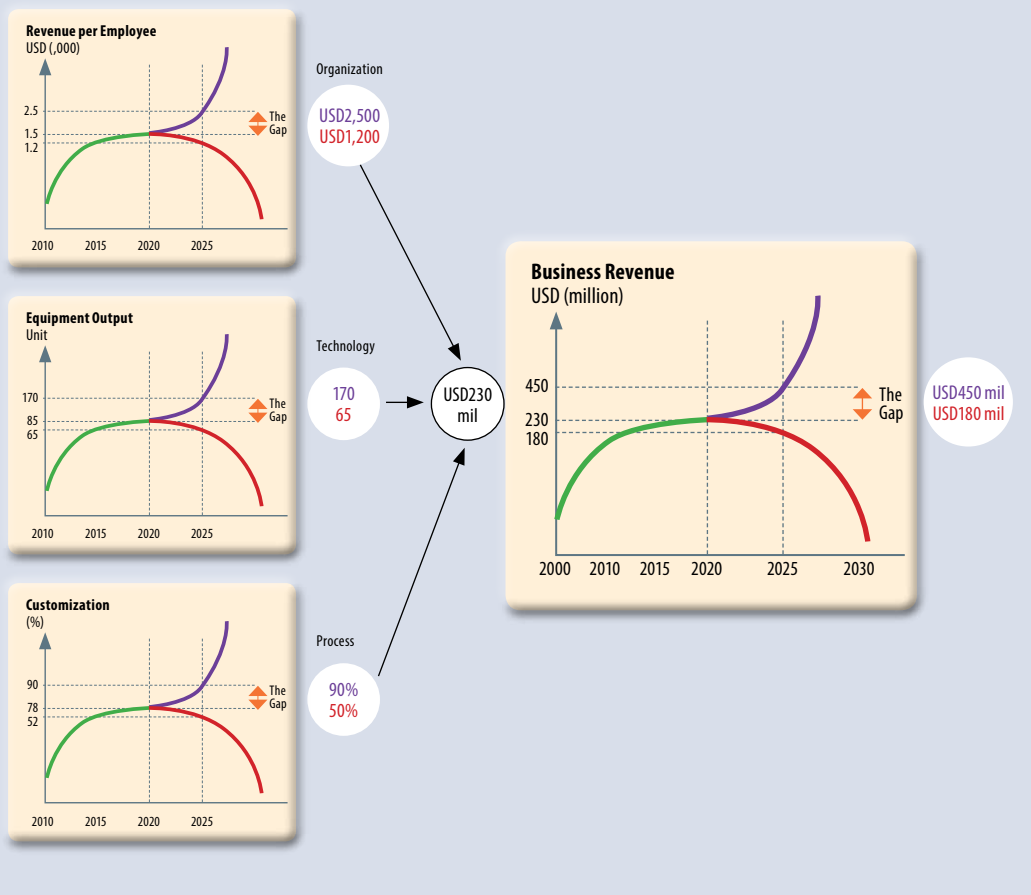 Revenue per Employee
USD (,000)
2.5
1.5
1.2
The
Gap
2010 2015 2020 2025
Organization
USD2,500
USD1,200
Equipment Output
Unit
170
85
65
The
Gap
2010 2015 2020 2025
Technology
170
65
USD230
mil
Customization
(%)
90
78
52
The
Gap
2010 2015 2020 2025
Process
90%
50%
Business Revenue
USD (million)
450
230
180
The
Gap
2000 2010 2015 2020 2025 2030
USD450 mil
USD180 mil